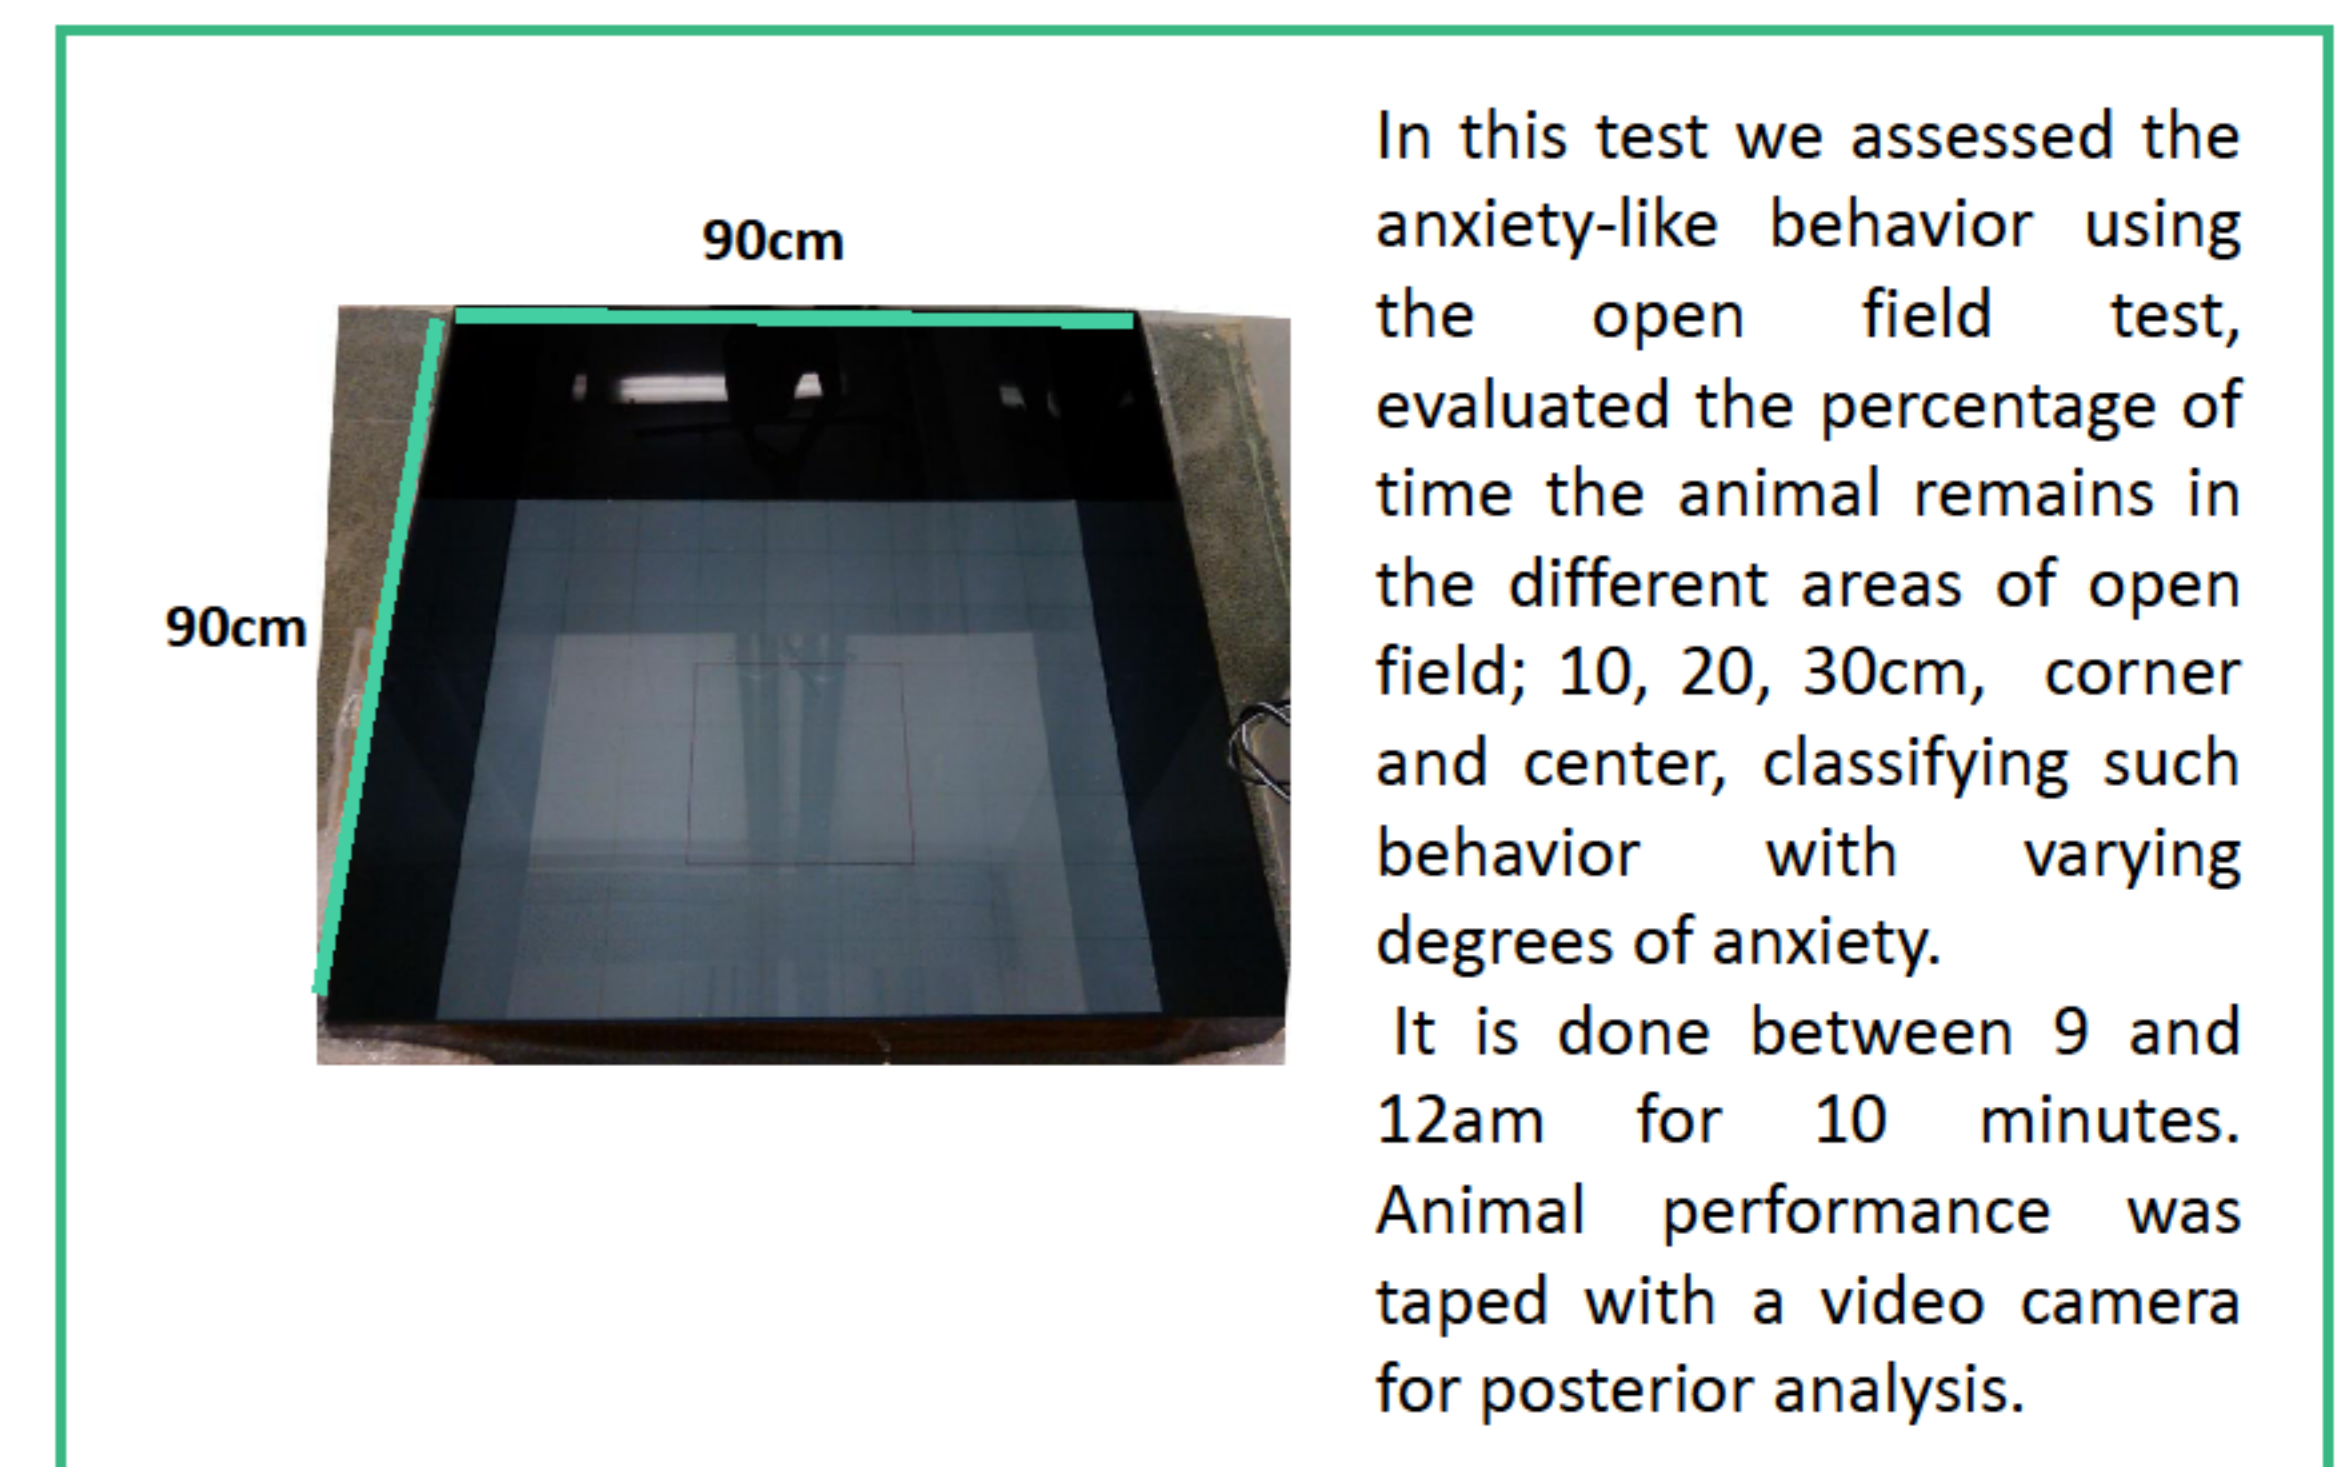 90cm
90cm
In this test we assessed the
anxiety-like behavior using
the open field test,
evaluated the percentage of
time the animal remains in
the different areas of open
field; 10, 20, 30cm, corner
and center, classifying such
behavior with varying
degrees of anxiety.
It is done between 9 and
12am for 10 minutes.
Animal performance was
taped with a video camera
for posterior analysis.